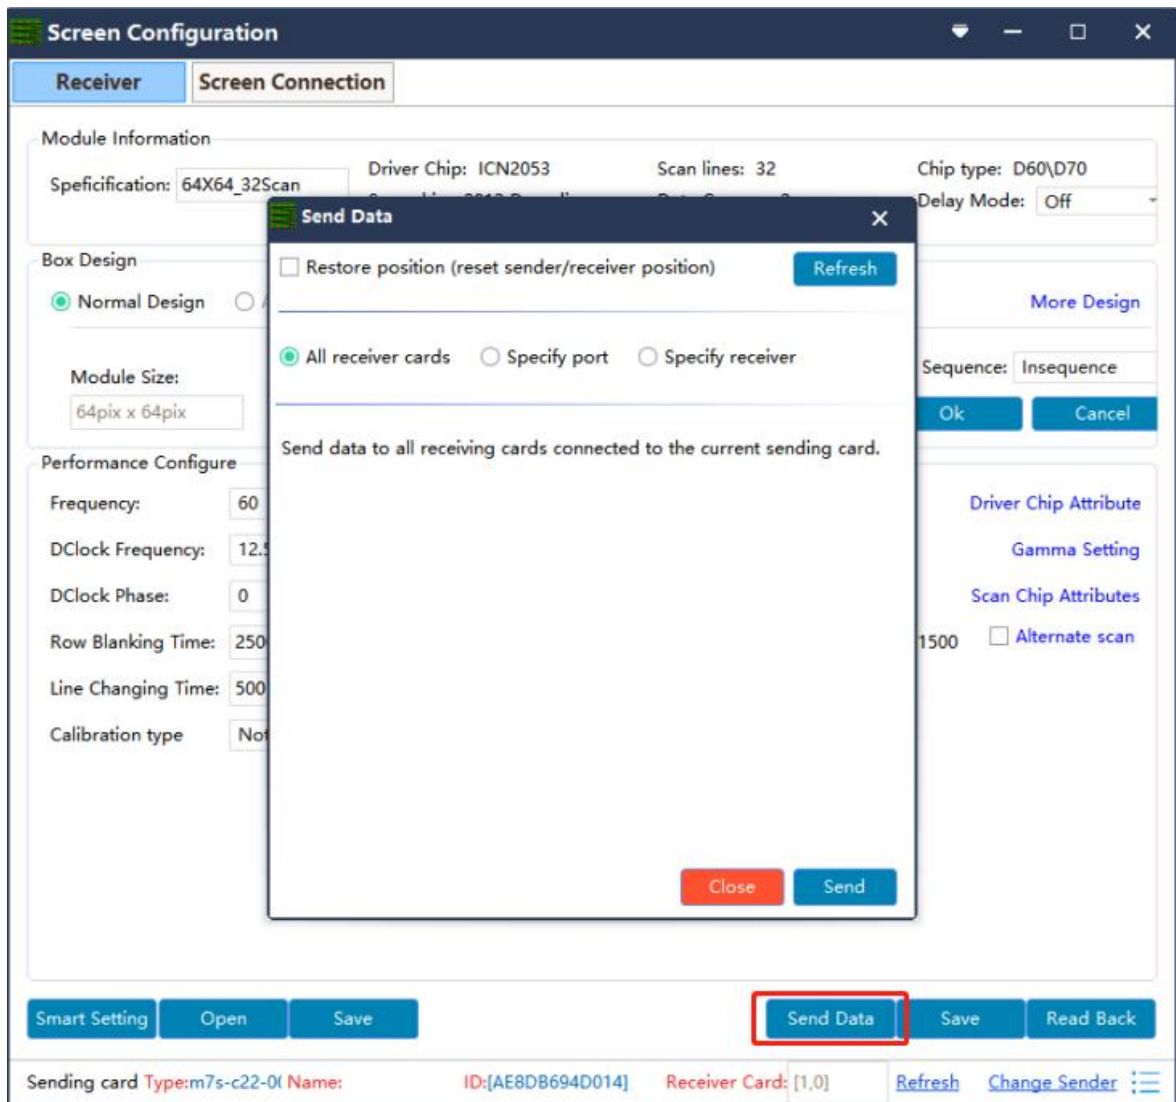 Screen Configuration
Receiver Screen Connection
Module Information
Speficification: 64X64_32Scan Driver Chip: ICN2053 Scan lines: 32 Chip type: D60\D70
Delay Mode: Off
Send Data
Restore position (reset sender/receiver position) Refresh
Box Design
Normal Design More Design
All receiver cards Specify port Specify receiver
Sequence: Insequence
Module Size:
64pix x 64pix Ok Cancel
Send data to all receiving cards connected to the current sending card.
Performance Configure
Frequency: 60 Driver Chip Attribute
DClock Frequency: 12.5 Gamma Setting
DClock Phase: 0 Scan Chip Attributes
Row Blanking Time: 250 1500 Alternate scan
Line Changing Time: 500
Calibration type Not
Close Send
Smart Setting Open Save Send Data Save Read Back
Sending card Type:m7s-c22-0( Name: ID:[AE8DB694D014] Receiver Card: [1,0] Refresh Change Sender